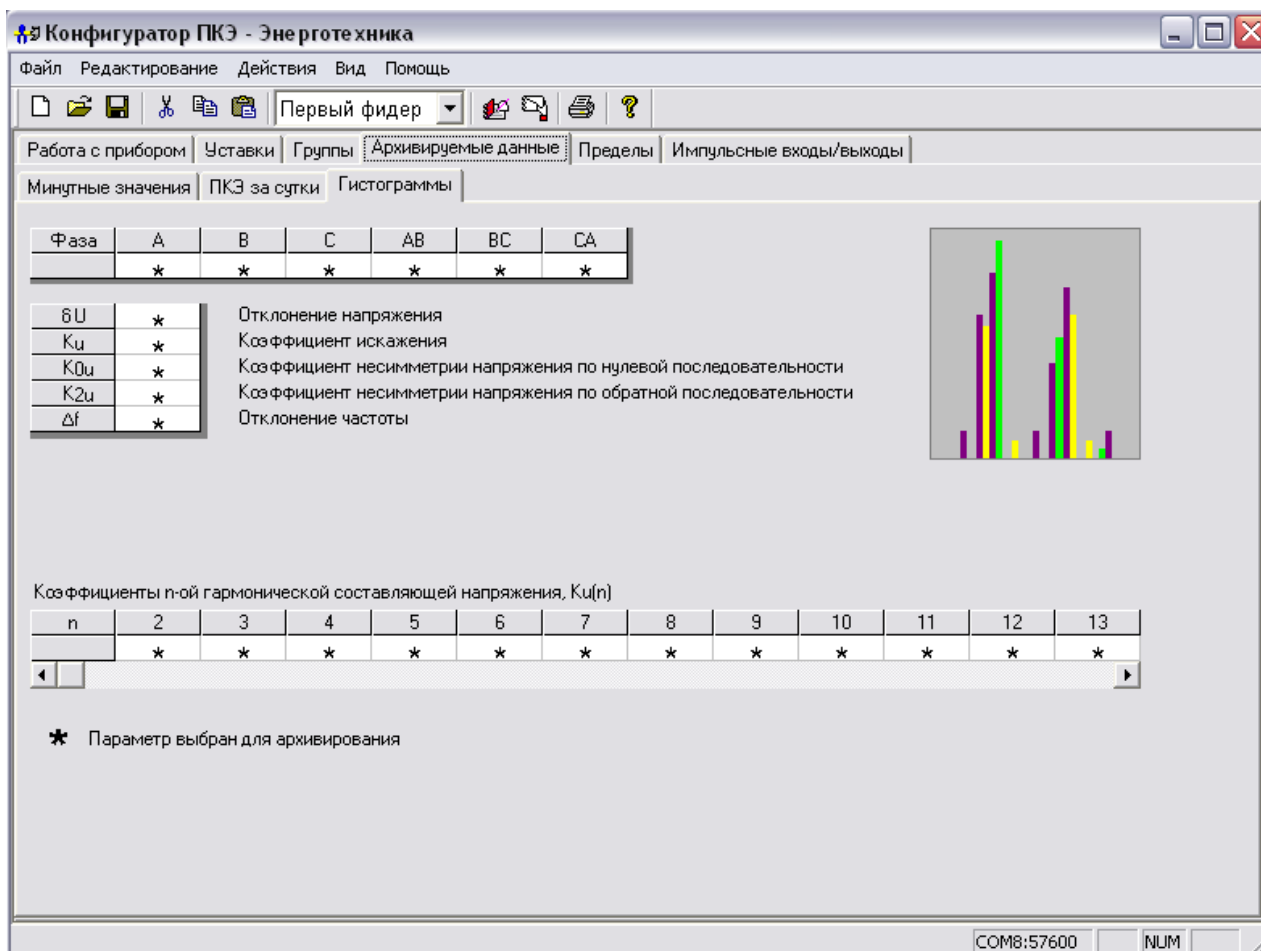 Конфигуратор ПКЭ - Энерготехника
Файл Редактирование Действия Вид Помощь
Первый фидер
Работа с прибором Уставки Группы Архивируемые данные Пределы Импульсные входы/выходы
Минутные значения ПКЭ за сутки Гистограммы
Фаза A B C AB BC CA
* * * * * *
δU * Отклонение напряжения
Ku * Коэффициент искажения
K0u * Коэффициент несимметрии напряжения по нулевой последовательности
K2u * Коэффициент несимметрии напряжения по обратной последовательности
Δf * Отклонение частоты
Коэффициенты n-ой гармонической составляющей напряжения, Ku(n)
n 2 3 4 5 6 7 8 9 10 11 12 13
* * * * * * * * * * * *
* Параметр выбран для архивирования
COM8:57600 NUM